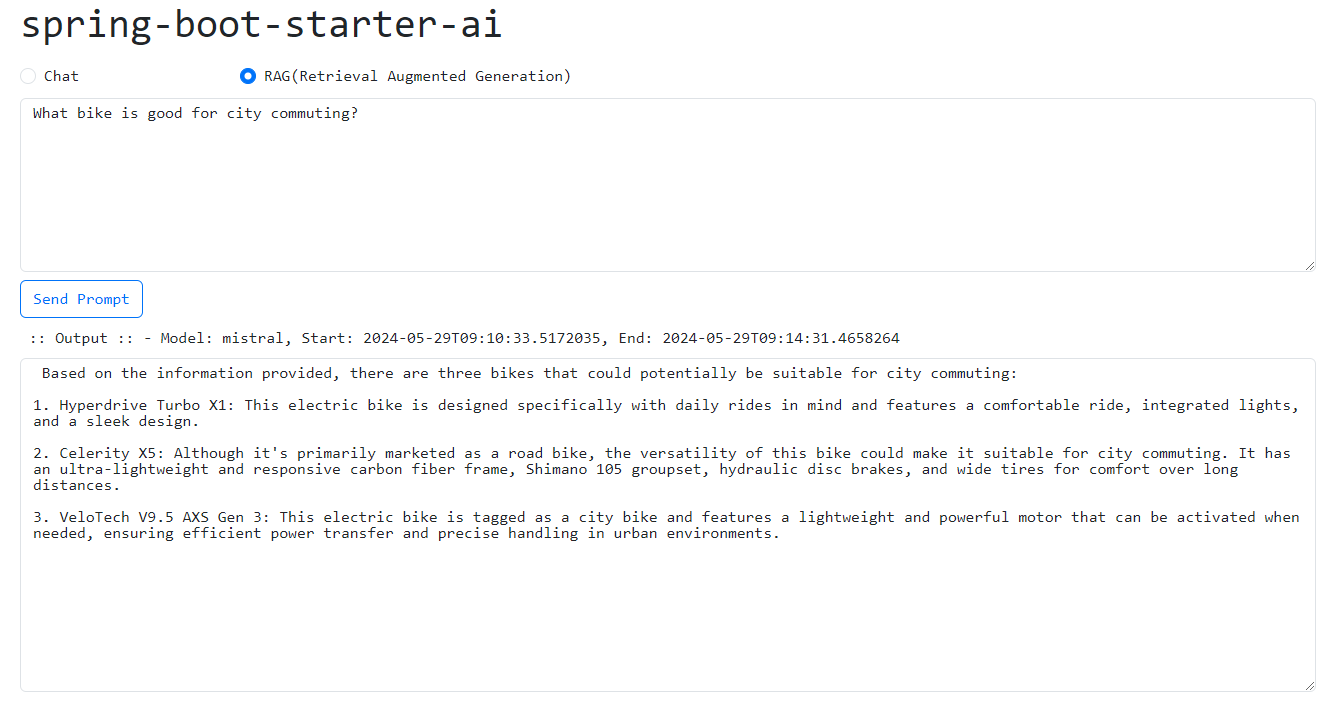 spring-boot-starter-ai
Chat RAG(Retrieval Augmented Generation)
What bike is good for city commuting?
Send Prompt
:: Output :: - Model: mistral, Start: 2024-05-29T09:10:33.5172035, End: 2024-05-29T09:14:31.4658264
Based on the information provided, there are three bikes that could potentially be suitable for city commuting:
1. Hyperdrive Turbo X1: This electric bike is designed specifically with daily rides in mind and features a comfortable ride, integrated lights,
and a sleek design.
2. Celerity X5: Although it's primarily marketed as a road bike, the versatility of this bike could make it suitable for city commuting. It has
an ultra-lightweight and responsive carbon fiber frame, Shimano 105 groupset, hydraulic disc brakes, and wide tires for comfort over long
distances.
3. VeloTech V9.5 AXS Gen 3: This electric bike is tagged as a city bike and features a lightweight and powerful motor that can be activated when
needed, ensuring efficient power transfer and precise handling in urban environments.